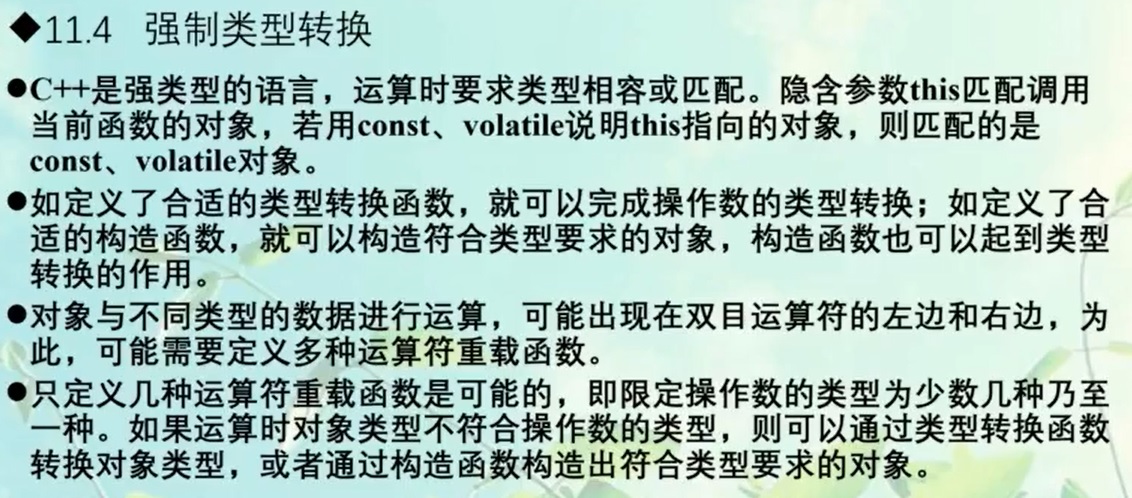 ◆11.4 强制类型转换
●C++是强类型的语言，运算时要求类型相容或匹配。隐含参数this匹配调用
当前函数的对象，若用const、volatile说明this指向的对象，则匹配的是
const、volatile对象。
●如定义了合适的类型转换函数，就可以完成操作数的类型转换；如定义了合
适的构造函数，就可以构造符合类型要求的对象，构造函数也可以起到类型
转换的作用。
●对象与不同类型的数据进行运算，可能出现在双目运算符的左边和右边，为
此，可能需要定义多种运算符重载函数。
●只定义几种运算符重载函数是可能的，即限定操作数的类型为少数几种乃至
一种。如果运算时对象类型不符合操作数的类型，则可以通过类型转换函数
转换对象类型，或者通过构造函数构造出符合类型要求的对象。